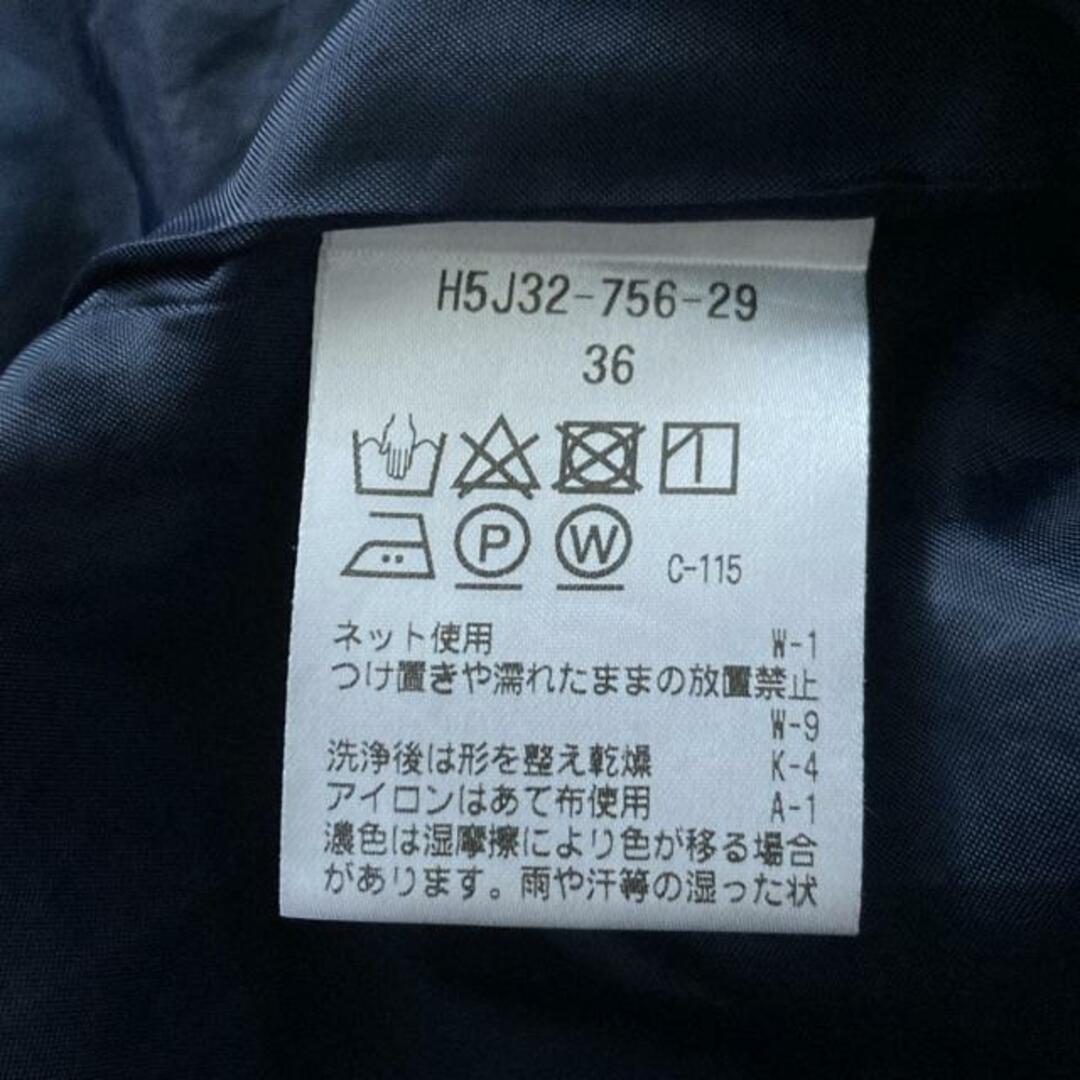 H5J32-756-29
36
P W C-115
ネット使用 W-1
つけ置きや濡れたままの放置禁止
W-9
洗浄後は形を整え乾燥 K-4
アイロンはあて布使用 A-1
濃色は湿摩擦により色が移る場合
があります。雨や汗等の湿った状